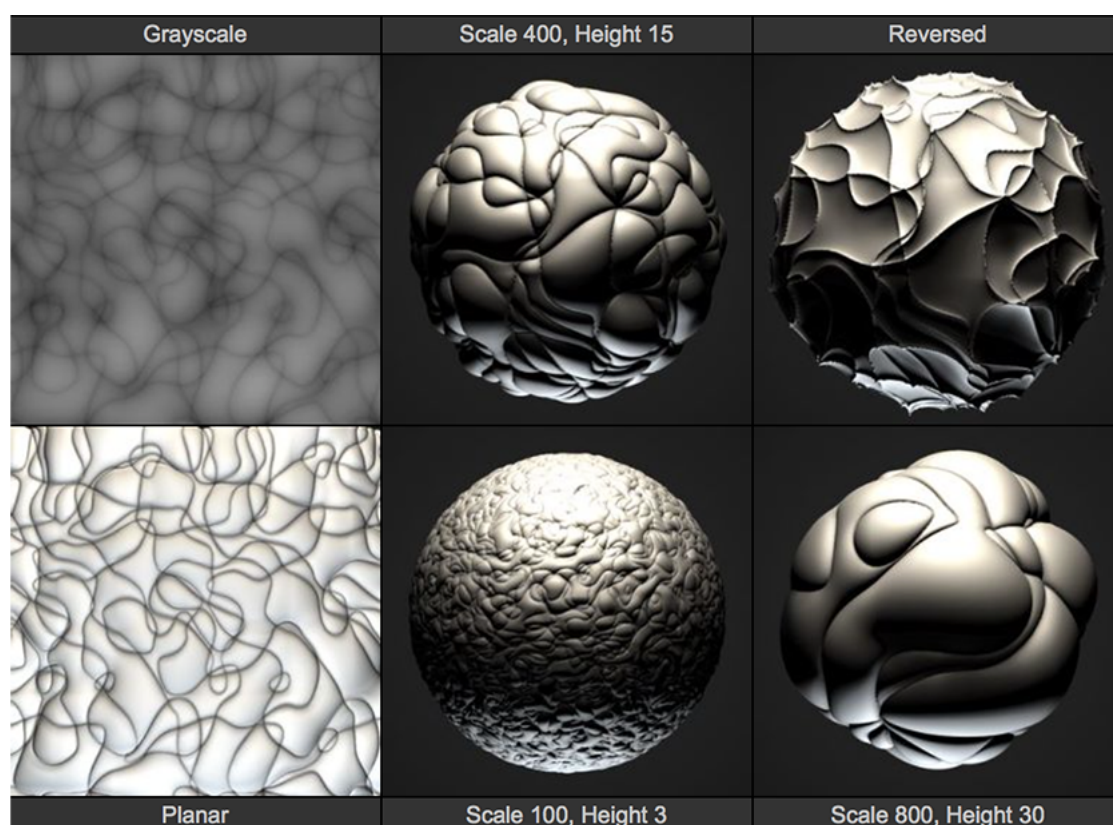 Grayscale
Scale 400, Height 15
Reversed
Planar
Scale 100, Height 3
Scale 800, Height 30